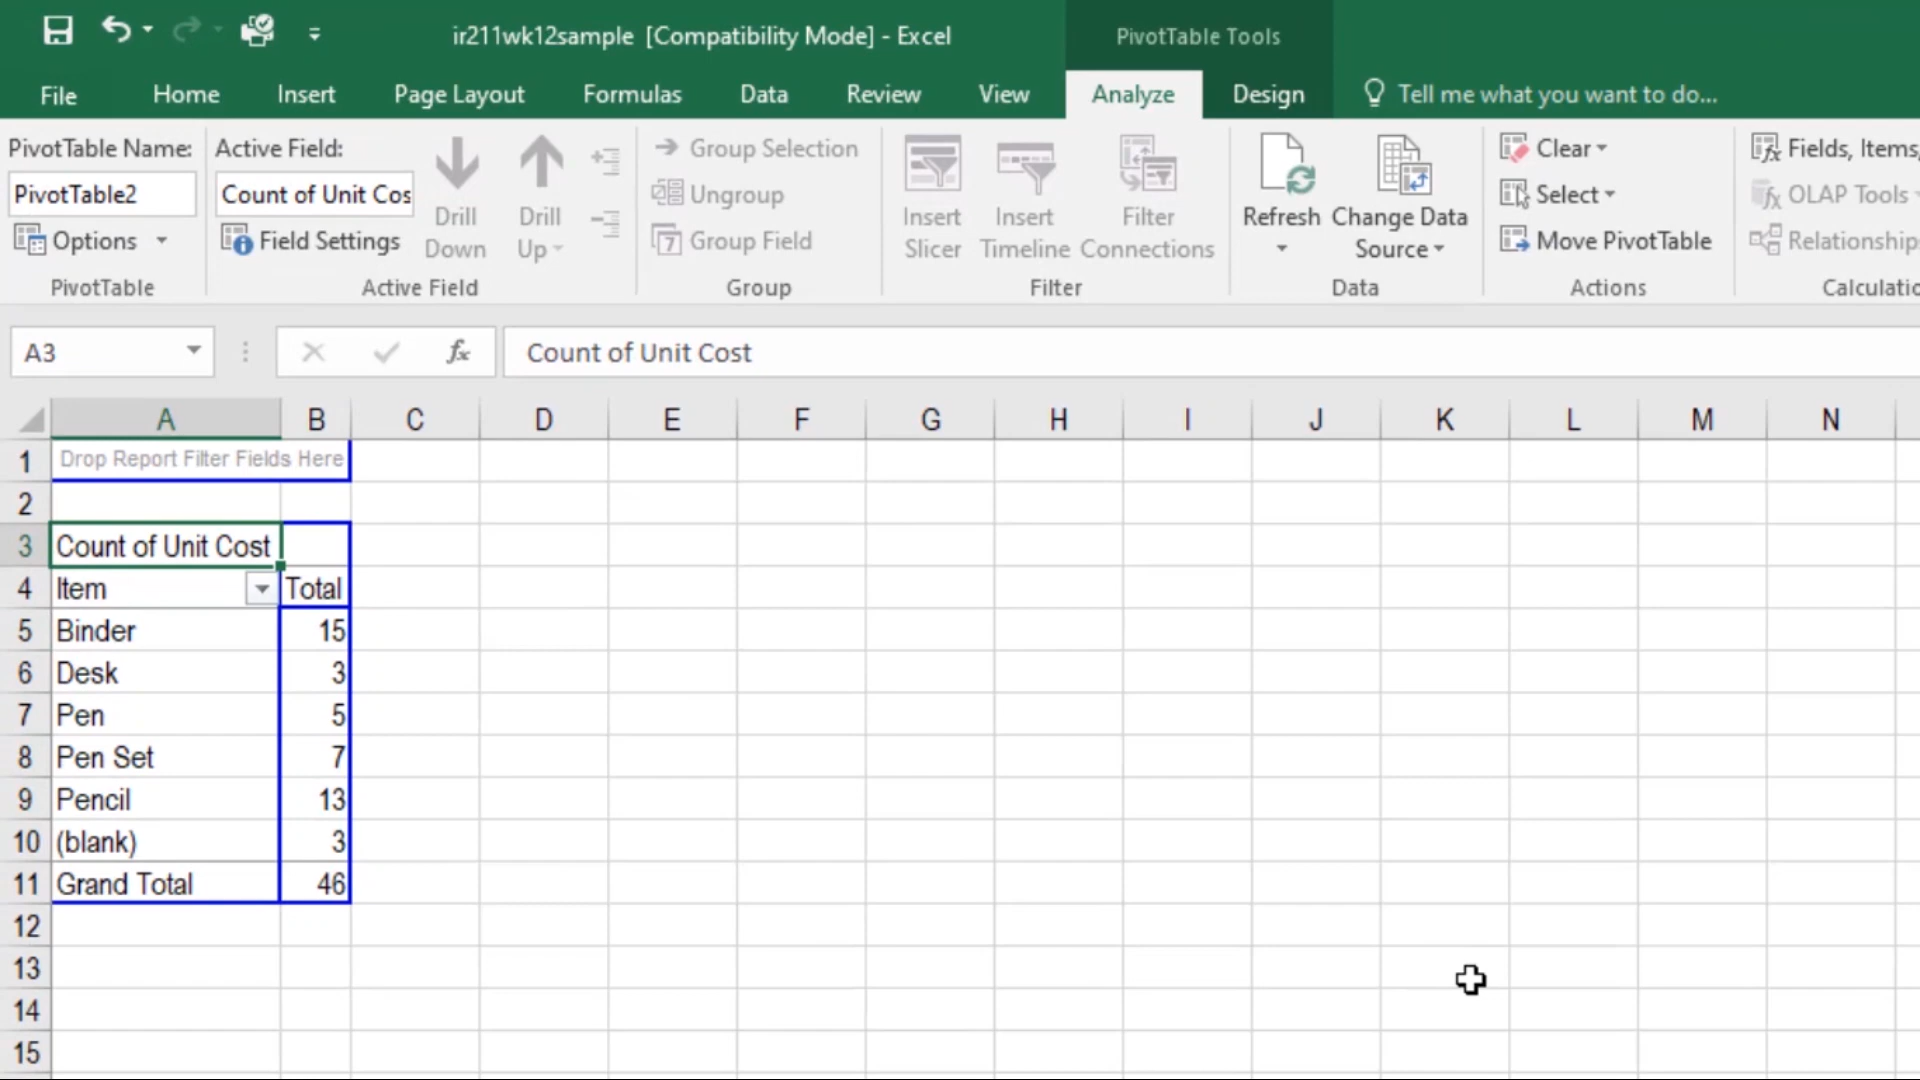 ir211wk12sample [Compatibility Mode] - Excel
PivotTable Tools
File Home Insert Page Layout Formulas Data Review View Analyze Design Tell me what you want to do...
PivotTable Name:
PivotTable2
Options
PivotTable
Active Field:
Count of Unit Cos
Field Settings
Drill Down
Drill Up
Active Field
Group Selection
Ungroup
7 Group Field
Group
Insert Slicer
Insert Timeline
Filter Connections
Filter
Refresh
Change Data Source
Data
Clear
Select
Move PivotTable
Actions
Fields, Items,
OLAP Tools
Relationship
Calculatio
A3 fx Count of Unit Cost
A B C D E F G H I J K L M N
1 Drop Report Filter Fields Here
2
3 Count of Unit Cost
4 Item Total
5 Binder 15
6 Desk 3
7 Pen 5
8 Pen Set 7
9 Pencil 13
10 (blank) 3
11 Grand Total 46
12
13
14
15